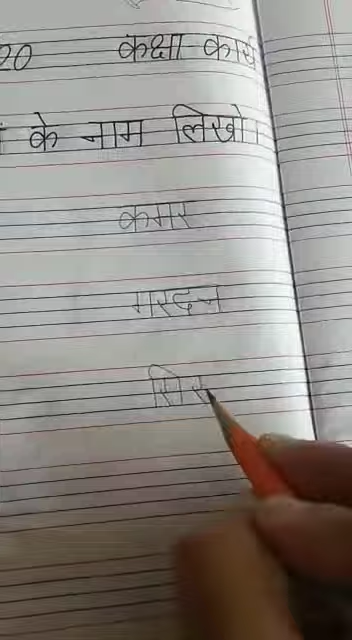 20 कक्षा कार्य
के नाम लिखो।
कमर
गरदन
सिर